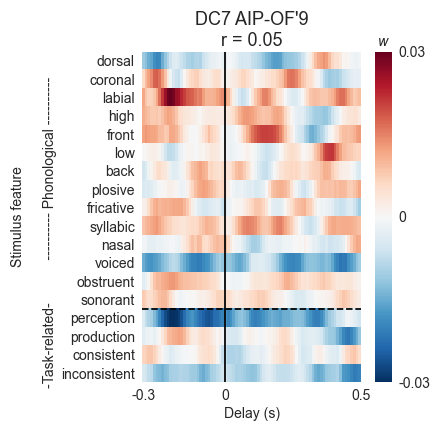 DC7 AIP-OF'9
r = 0.05
w
Stimulus feature
-Task-related- ---------- Phonological ----------
dorsal
coronal
labial
high
front
low
back
plosive
fricative
syllabic
nasal
voiced
obstruent
sonorant
perception
production
consistent
inconsistent
-0.3 0 0.5
Delay (s)
0.03
0
-0.03